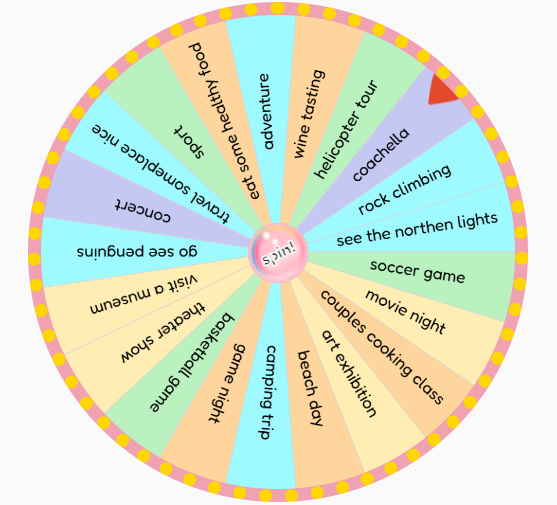 adventure
wine tasting
helicopter tour
coachella
rock climbing
see the northen lights
soccer game
movie night
couples cooking class
art exhibition
beach day
camping trip
game night
basketball game
theater show
visit a museum
go see penguins
concert
travel someplace nice
sport
eat some healthy food
spin!